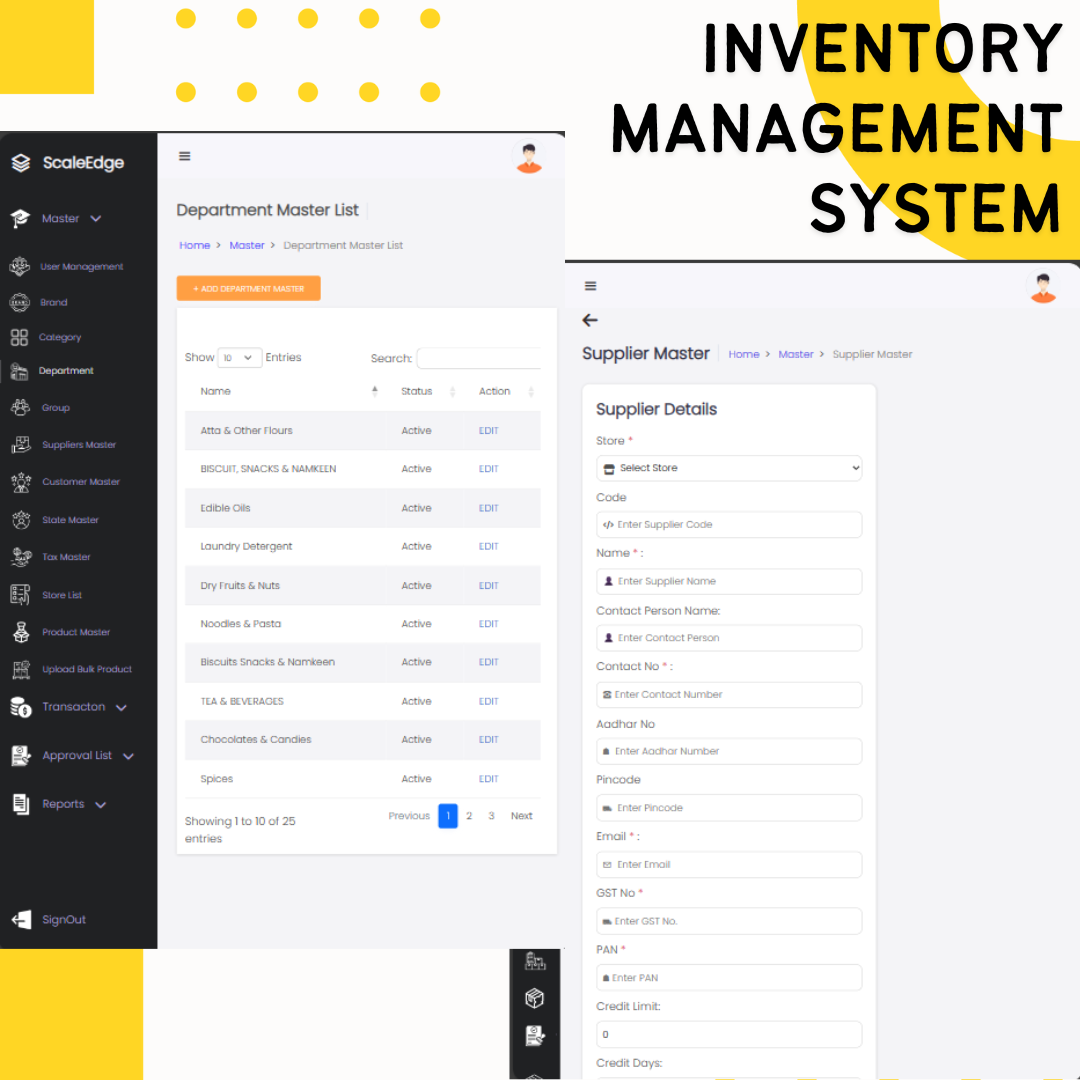 INVENTORY
MANAGEMENT
SYSTEM
ScaleEdge
Master
User Management
Brand
Category
Department
Group
Suppliers Master
Customer Master
State Master
Tax Master
Store List
Product Master
Upload Bulk Product
Transacton
Approval List
Reports
SignOut
Department Master List
Home > Master > Department Master List
+ ADD DEPARTMENT MASTER
Show 10 Entries Search:
Name Status Action
Atta & Other Flours Active EDIT
BISCUIT, SNACKS & NAMKEEN Active EDIT
Edible Oils Active EDIT
Laundry Detergent Active EDIT
Dry Fruits & Nuts Active EDIT
Noodles & Pasta Active EDIT
Biscuits Snacks & Namkeen Active EDIT
TEA & BEVERAGES Active EDIT
Chocolates & Candies Active EDIT
Spices Active EDIT
Showing 1 to 10 of 25
entries
Previous 1 2 3 Next
Supplier Master Home > Master > Supplier Master
Supplier Details
Store *
Select Store
Code
Enter Supplier Code
Name * :
Enter Supplier Name
Contact Person Name:
Enter Contact Person
Contact No * :
Enter Contact Number
Aadhar No
Enter Aadhar Number
Pincode
Enter Pincode
Email * :
Enter Email
GST No *
Enter GST No.
PAN *
Enter PAN
Credit Limit:
0
Credit Days: